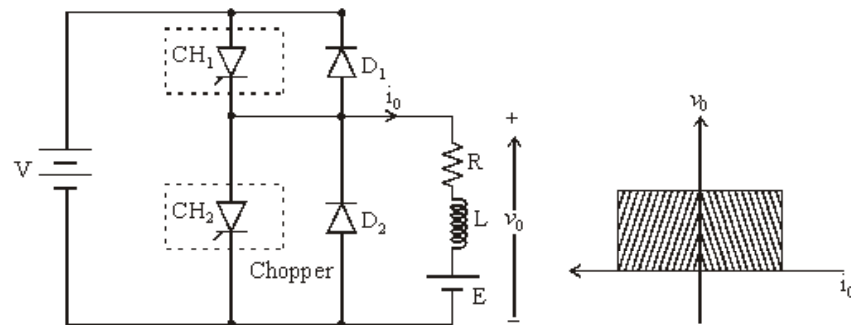 CH₁
D₁
i₀
+
V
R
CH₂
D₂
L
v₀
Chopper
E
−
v₀
i₀